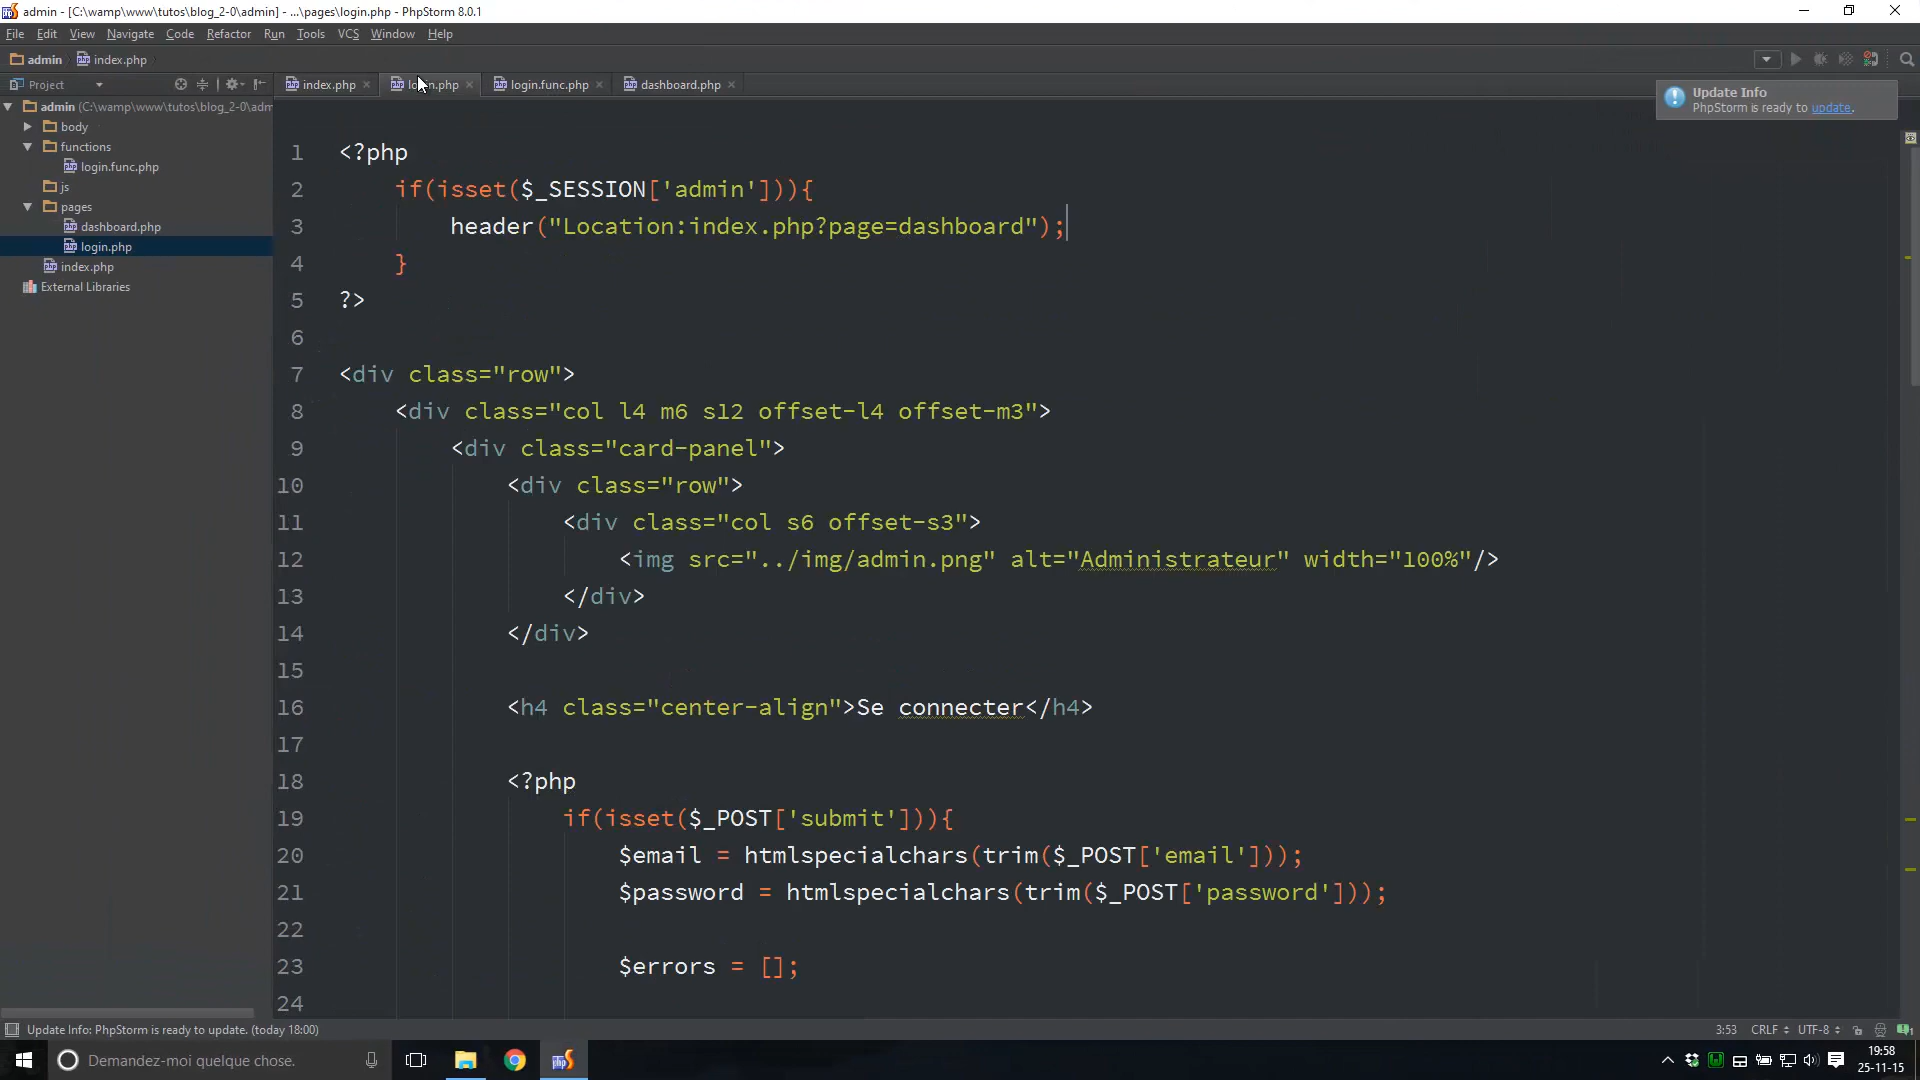 admin - [C:\wamp\www\tutos\blog_2-0\admin] - ...\pages\login.php - PhpStorm 8.0.1
File Edit View Navigate Code Refactor Run Tools VCS Window Help
admin index.php
Project
index.php login.php login.func.php dashboard.php
Update Info
PhpStorm is ready to update.
admin (C:\wamp\www\tutos\blog_2-0\adm
body
functions
login.func.php
js
pages
dashboard.php
login.php
index.php
External Libraries
1 <?php
2 if(isset($_SESSION['admin'])){
3 header("Location:index.php?page=dashboard");
4 }
5 ?>
6
7 <div class="row">
8 <div class="col l4 m6 s12 offset-l4 offset-m3">
9 <div class="card-panel">
10 <div class="row">
11 <div class="col s6 offset-s3">
12 <img src="../img/admin.png" alt="Administrateur" width="100%"/>
13 </div>
14 </div>
15
16 <h4 class="center-align">Se connecter</h4>
17
18 <?php
19 if(isset($_POST['submit'])){
20 $email = htmlspecialchars(trim($_POST['email']));
21 $password = htmlspecialchars(trim($_POST['password']));
22
23 $errors = [];
24
Update Info: PhpStorm is ready to update. (today 18:00)
3:53 CRLF UTF-8
Demandez-moi quelque chose.
19:58
25-11-15